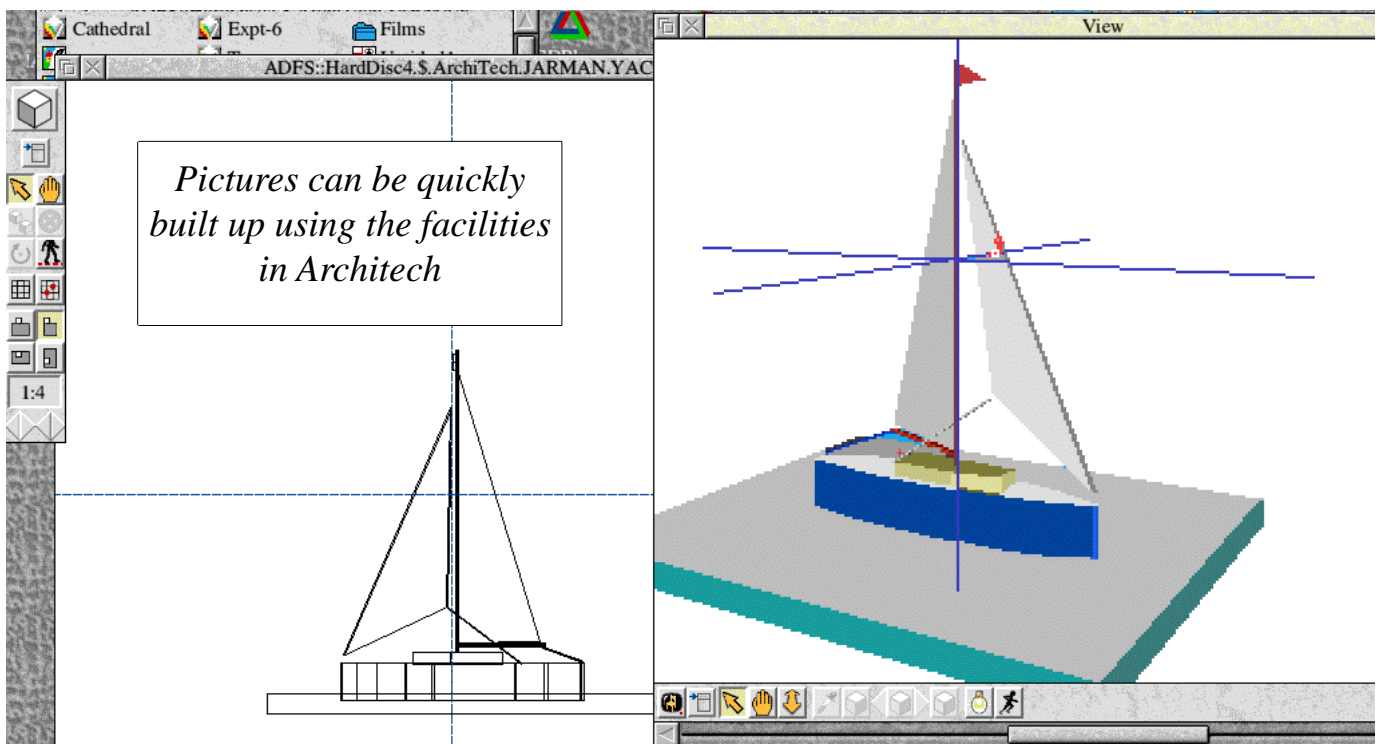 Cathedral
Expt-6
Films
View
ADFS::HardDisc4.$.ArchiTech.JARMAN.YAC
Pictures can be quickly
built up using the facilities
in Architech
1:4